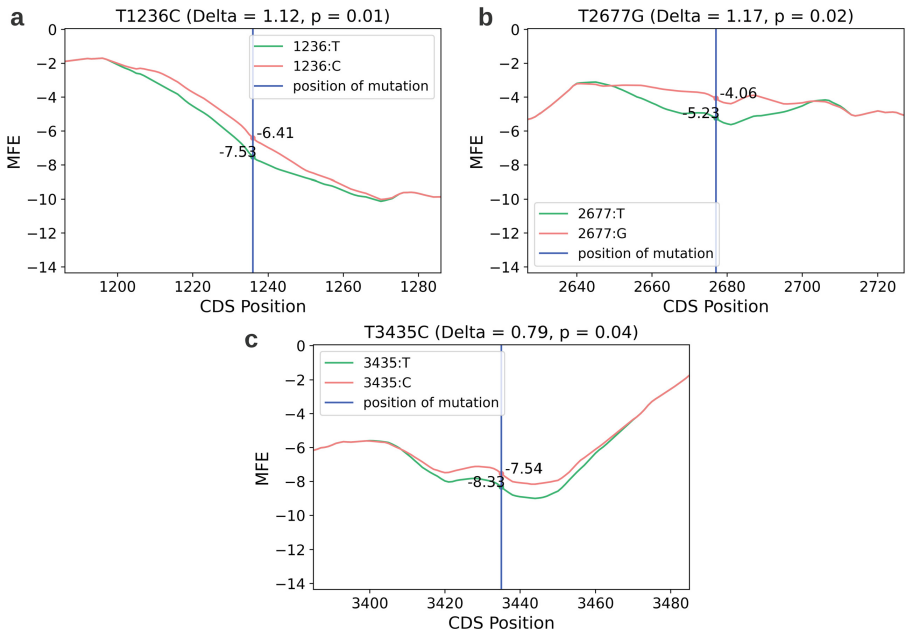 a
T1236C (Delta = 1.12, p = 0.01)
0
−2
−4
−6
−8
−10
−12
−14
MFE
1236:T
1236:C
position of mutation
-6.41
-7.53
1200
1220
1240
1260
1280
CDS Position
b
T2677G (Delta = 1.17, p = 0.02)
0
−2
−4
−6
−8
−10
−12
−14
MFE
-4.06
-5.23
2677:T
2677:G
position of mutation
2640
2660
2680
2700
2720
CDS Position
c
T3435C (Delta = 0.79, p = 0.04)
0
−2
−4
−6
−8
−10
−12
−14
MFE
3435:T
3435:C
position of mutation
-7.54
-8.33
3400
3420
3440
3460
3480
CDS Position